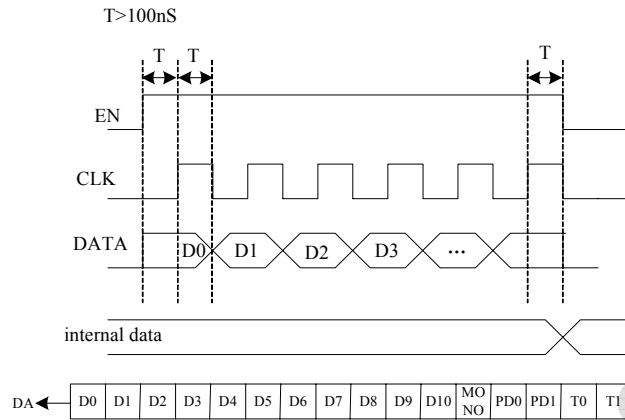 T>100nS
T T T
EN
CLK
DATA D0 D1 D2 D3 ...
internal data
DA D0 D1 D2 D3 D4 D5 D6 D7 D8 D9 D10 MO NO PD0 PD1 T0 T1